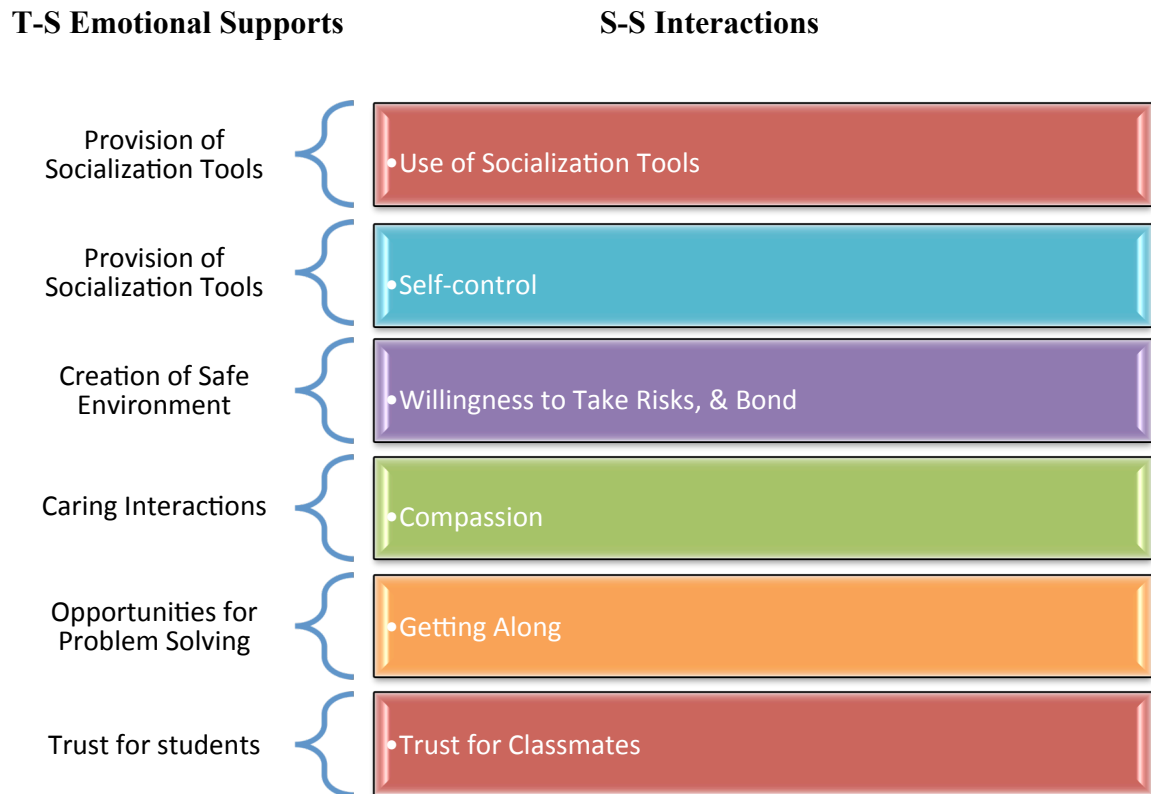 T-S Emotional Supports
S-S Interactions
Provision of
Socialization Tools
•Use of Socialization Tools
Provision of
Socialization Tools
•Self-control
Creation of Safe
Environment
•Willingness to Take Risks, & Bond
Caring Interactions
•Compassion
Opportunities for
Problem Solving
•Getting Along
Trust for students
•Trust for Classmates